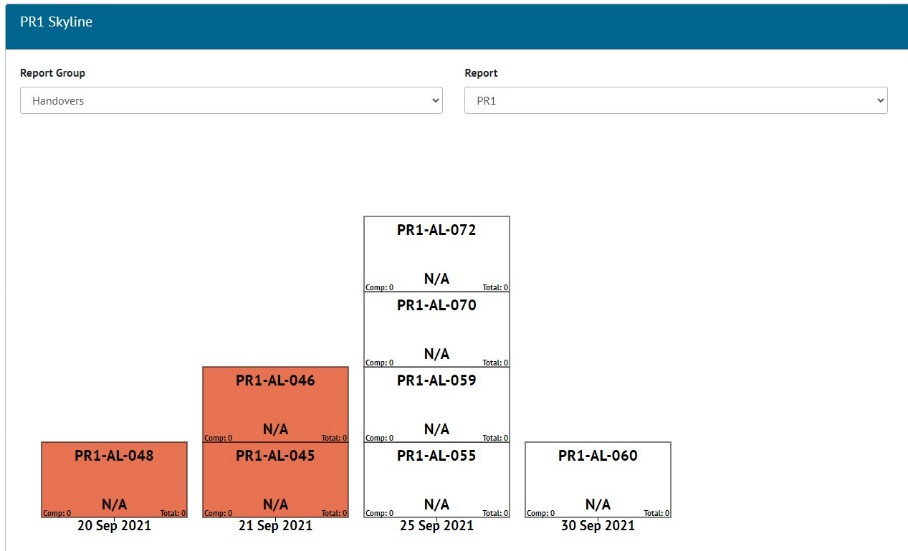 PR1 Skyline
Report Group
Report
Handovers
PR1
PR1-AL-072
N/A
Comp: 0 Total: 0
PR1-AL-070
N/A
Comp: 0 Total: 0
PR1-AL-046
N/A
Comp: 0 Total: 0
PR1-AL-059
N/A
Comp: 0 Total: 0
PR1-AL-048
N/A
Comp: 0 Total: 0
PR1-AL-045
N/A
Comp: 0 Total: 0
PR1-AL-055
N/A
Comp: 0 Total: 0
PR1-AL-060
N/A
Comp: 0 Total: 0
20 Sep 2021
21 Sep 2021
25 Sep 2021
30 Sep 2021